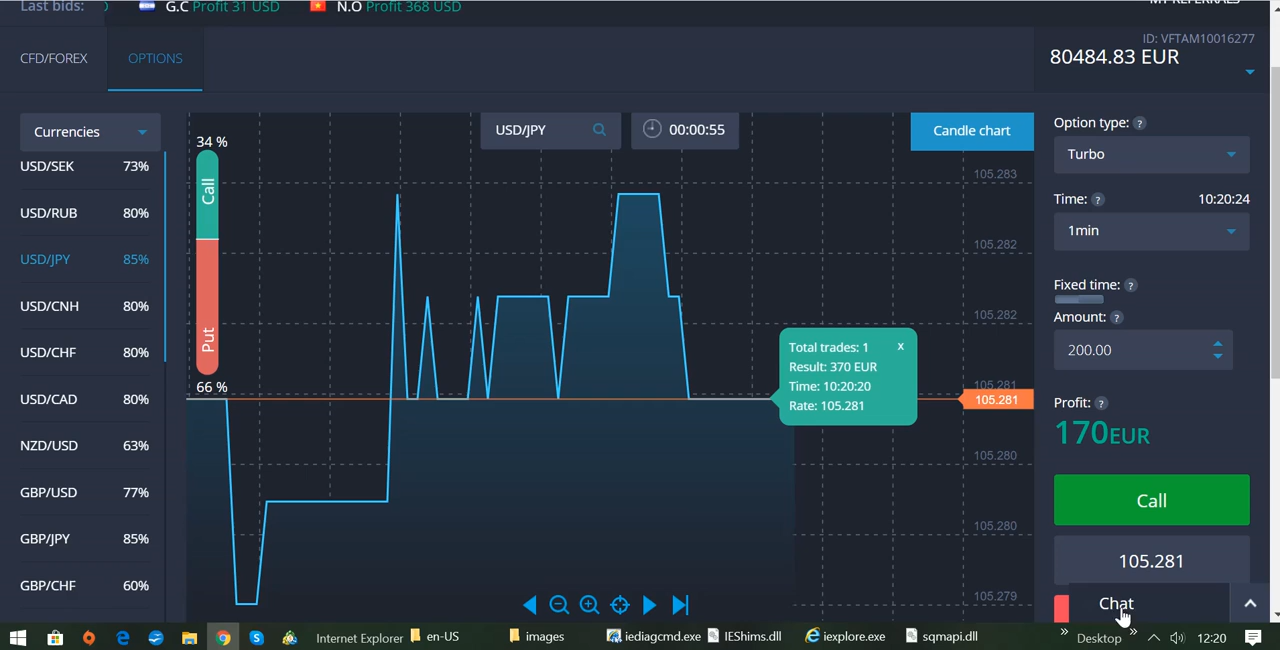 Last bids:
G.C Profit 31 USD
N.O Profit 368 USD
MY REFERRALS
CFD/FOREX
OPTIONS
ID: VFTAM10016277
80484.83 EUR
Currencies
USD/SEK 73%
USD/RUB 80%
USD/JPY 85%
USD/CNH 80%
USD/CHF 80%
USD/CAD 80%
NZD/USD 63%
GBP/USD 77%
GBP/JPY 85%
GBP/CHF 60%
34 %
Call
Put
66 %
USD/JPY
00:00:55
Candle chart
105.283
105.282
105.282
105.281
105.281
105.280
105.280
105.279
Total trades: 1 x
Result: 370 EUR
Time: 10:20:20
Rate: 105.281
Option type: ?
Turbo
Time: ? 10:20:24
1min
Fixed time: ?
Amount: ?
200.00
Profit: ?
170EUR
Call
105.281
Chat
Internet Explorer
en-US
images
iediagcmd.exe
IEShims.dll
iexplore.exe
sqmapi.dll
Desktop
12:20